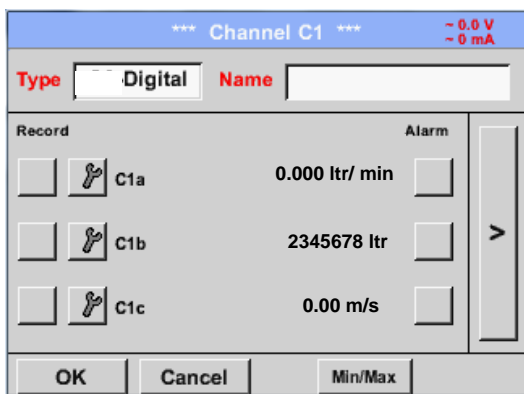 *** Channel C1 ***
~ 0.0 V
~ 0 mA
Type -Digital Name
Record Alarm
C1a 0.000 ltr/ min
C1b 2345678 ltr
>
C1c 0.00 m/s
OK Cancel Min/Max